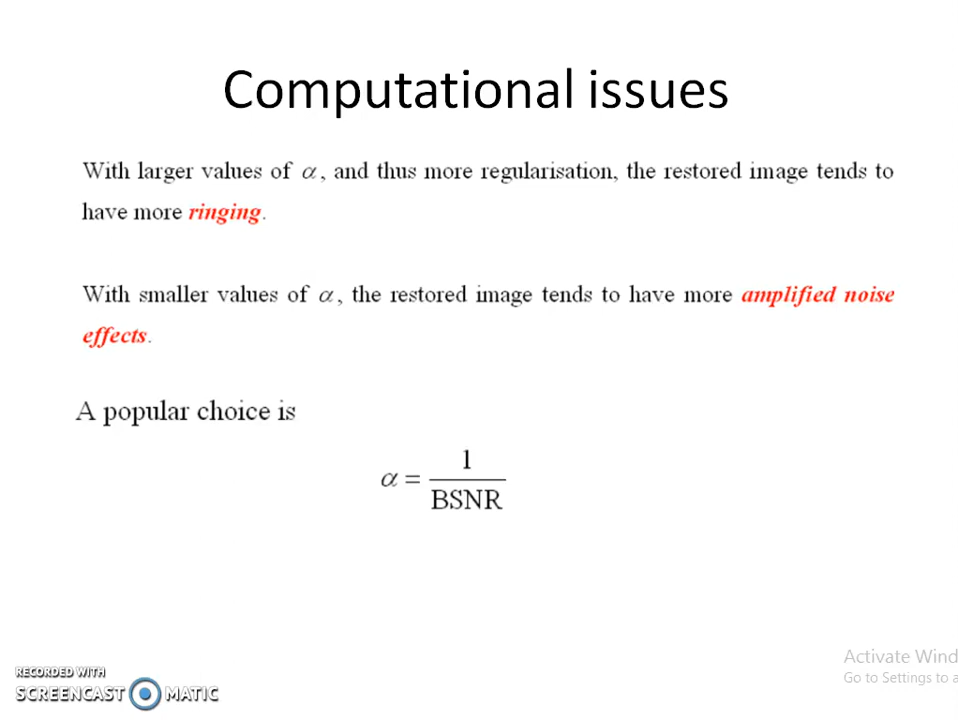 Computational issues
With larger values of α, and thus more regularisation, the restored image tends to
have more ringing.
With smaller values of α, the restored image tends to have more amplified noise
effects.
A popular choice is
α = 1
BSNR
Activate Wind
Go to Settings to a
RECORDED WITH
SCREENCAST MATIC